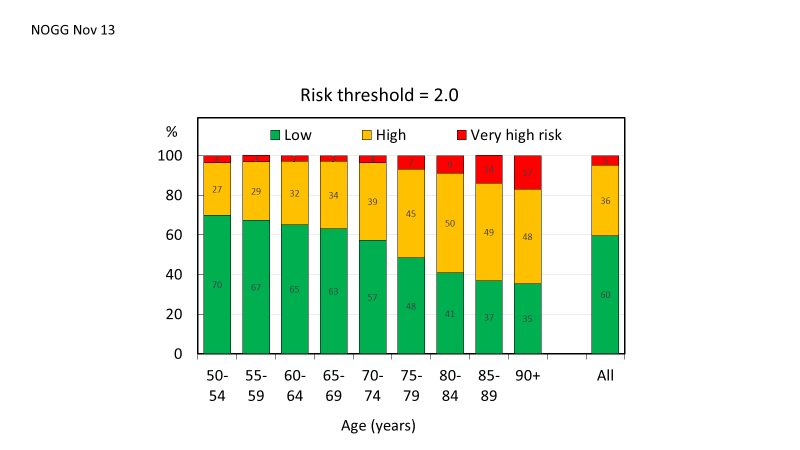 NOGG Nov 13
Risk threshold = 2.0
%
Low High Very high risk
100
80
60
40
20
0
27 29 32 34 39 45 50 49 48 36
70 67 65 63 57 48 41 37 35 60
14
50-54 55-59 60-64 65-69 70-74 75-79 80-84 85-89 90+ All
Age (years)